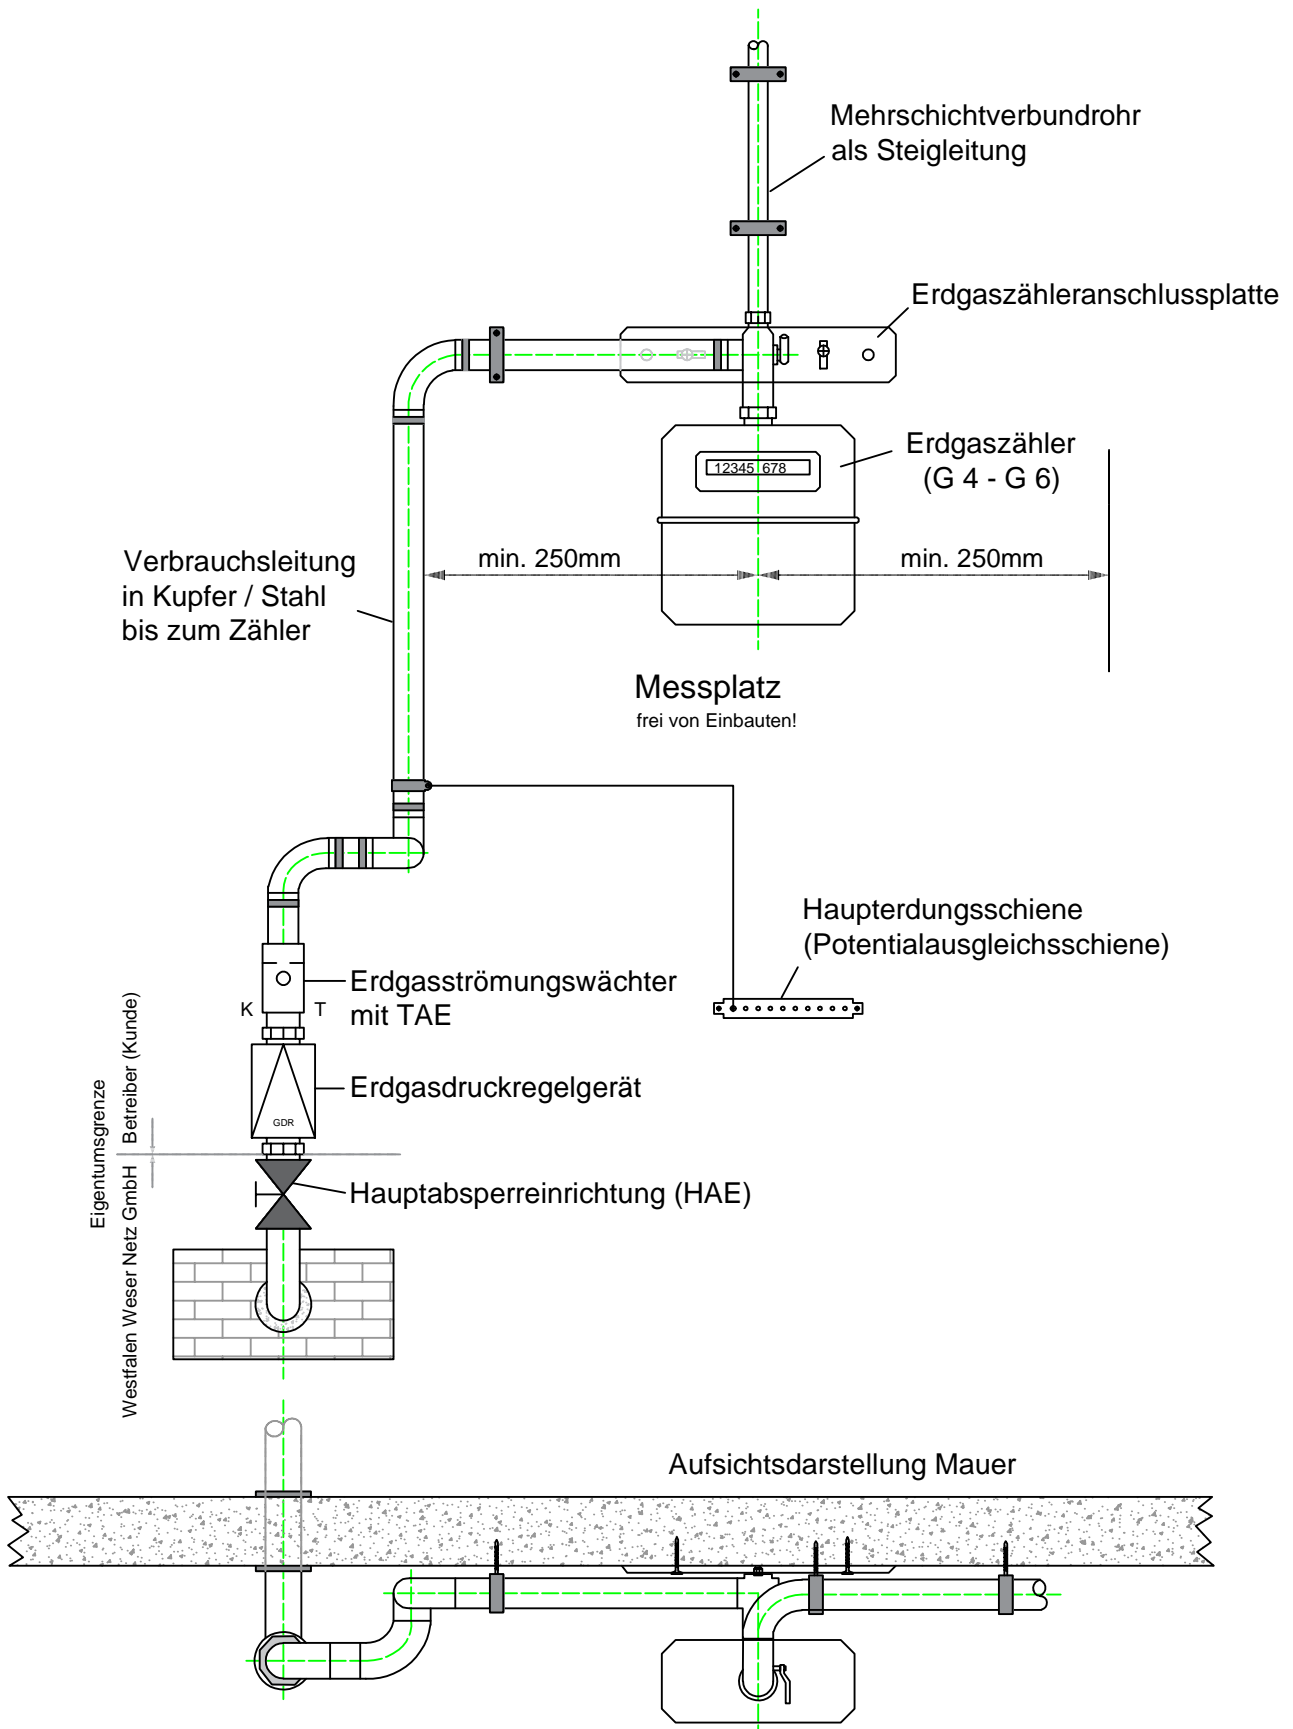 Mehrschichtverbundrohr
als Steigleitung
Erdgaszähleranschlussplatte
12345 678
Erdgaszähler
(G 4 - G 6)
min. 250mm
min. 250mm
Verbrauchsleitung
in Kupfer / Stahl
bis zum Zähler
Messplatz
frei von Einbauten!
Haupterdungsschiene
(Potentialausgleichsschiene)
Erdgasströmungswächter
mit TAE
K
T
Erdgasdruckregelgerät
GDR
Eigentumsgrenze
Betreiber (Kunde)
Westfalen Weser Netz GmbH
Hauptabsperreinrichtung (HAE)
Aufsichtsdarstellung Mauer